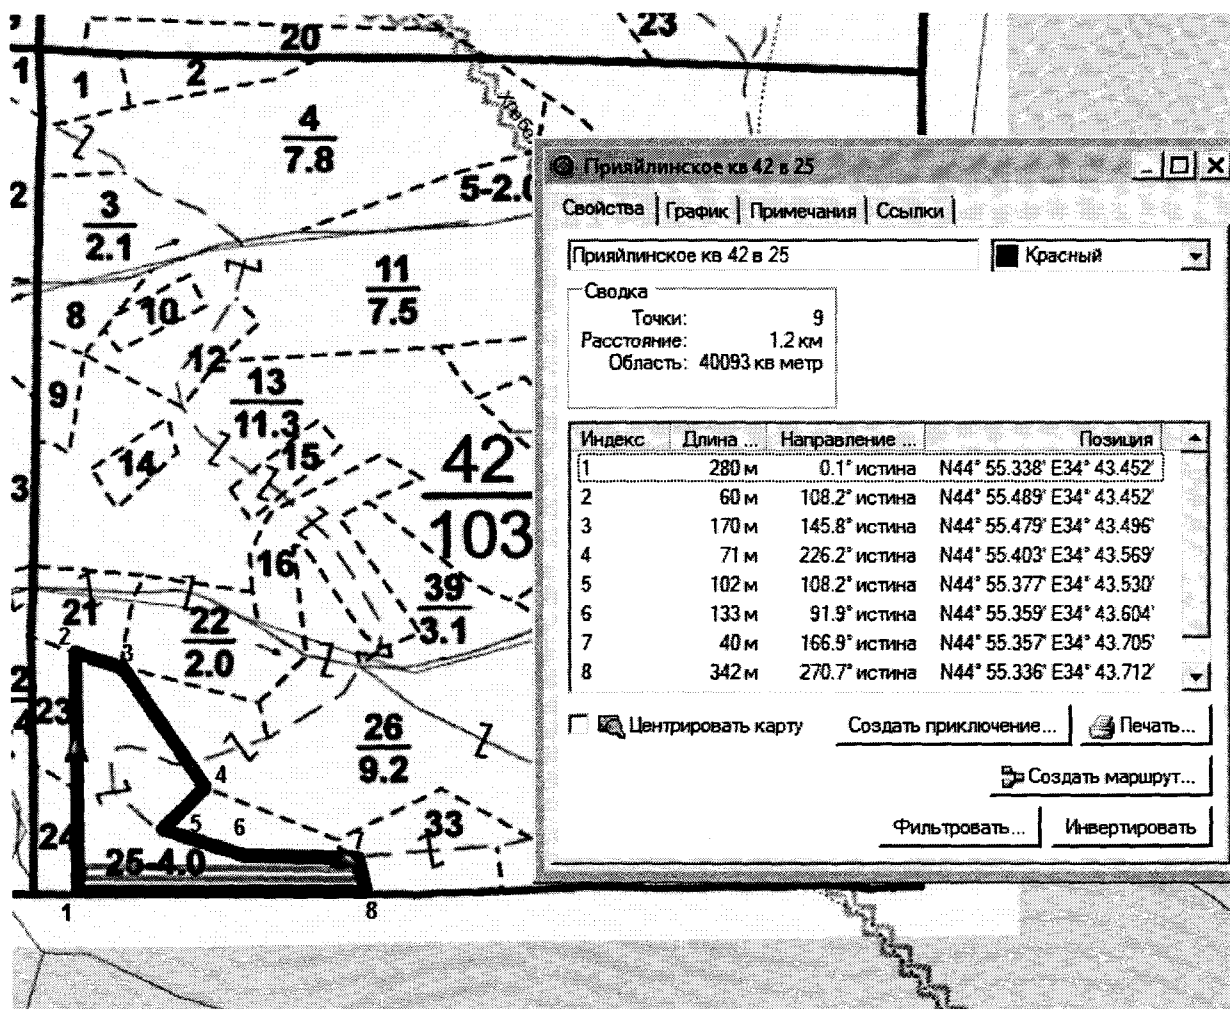 20
23
1
1
2
4
7.8
Хребе
2
3
2.1
5-2.0
11
7.5
8
10
12
9
13
11.3
14
15
42
103
3
16
39
3.1
21
22
2.0
2
3
2
4
23
26
9.2
4
5
6
7
33
24
25-4.0
1
8
Прияйлинское кв 42 в 25
Свойства График Примечания Ссылки
Прияйлинское кв 42 в 25 Красный
Сводка
Точки: 9
Расстояние: 1.2 км
Область: 40093 кв метр
Индекс Длина ... Направление ... Позиция
1 280 м 0.1° истина N44° 55.338' E34° 43.452'
2 60 м 108.2° истина N44° 55.489' E34° 43.452'
3 170 м 145.8° истина N44° 55.479' E34° 43.496'
4 71 м 226.2° истина N44° 55.403' E34° 43.569'
5 102 м 108.2° истина N44° 55.377' E34° 43.530'
6 133 м 91.9° истина N44° 55.359' E34° 43.604'
7 40 м 166.9° истина N44° 55.357' E34° 43.705'
8 342 м 270.7° истина N44° 55.336' E34° 43.712'
Центрировать карту Создать приключение... Печать...
Создать маршрут...
Фильтровать... Инвертировать